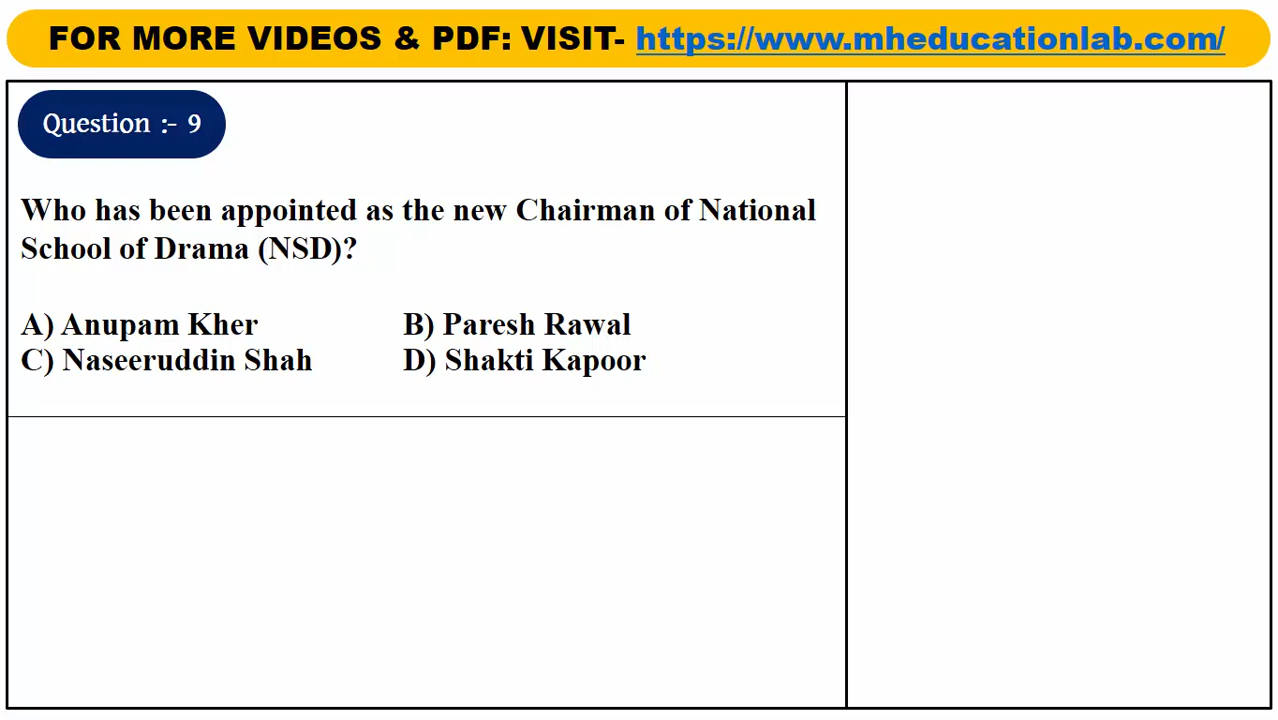 FOR MORE VIDEOS & PDF: VISIT- https://www.mheducationlab.com/
Question :- 9
Who has been appointed as the new Chairman of National
School of Drama (NSD)?
A) Anupam Kher B) Paresh Rawal
C) Naseeruddin Shah D) Shakti Kapoor